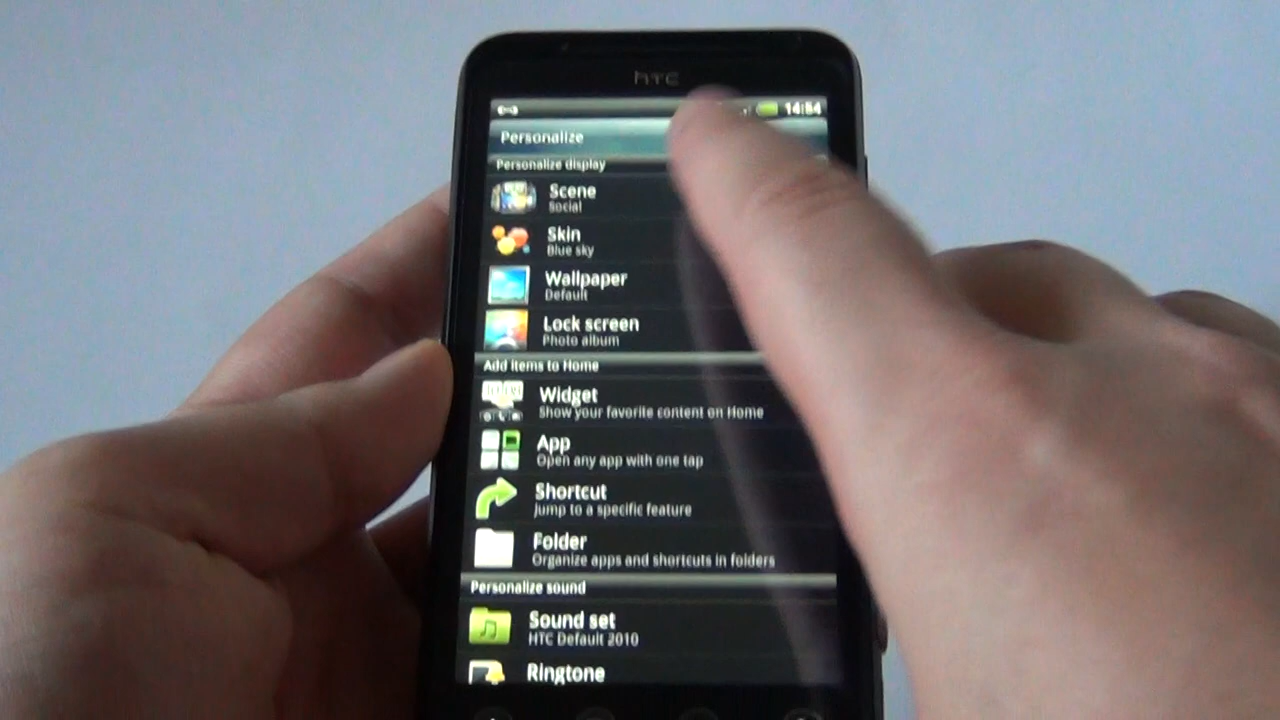 hTC
14:54
Personalize
Personalize display
Scene
Social
Skin
Blue sky
Wallpaper
Default
Lock screen
Photo album
Add items to Home
Widget
Show your favorite content on Home
App
Open any app with one tap
Shortcut
Jump to a specific feature
Folder
Organize apps and shortcuts in folders
Personalize sound
Sound set
HTC Default 2010
Ringtone